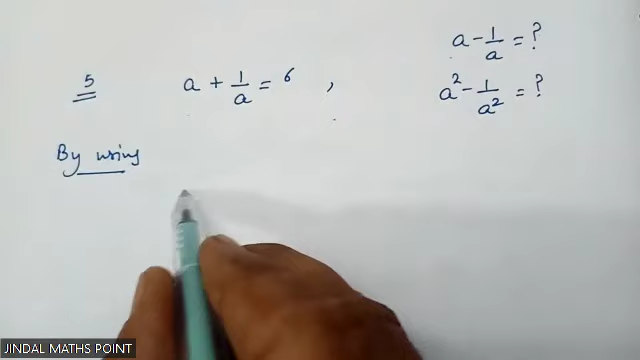 a - 1/a = ?
5 a + 1/a = 6 ,
a² - 1/a² = ?
By using
JINDAL MATHS POINT